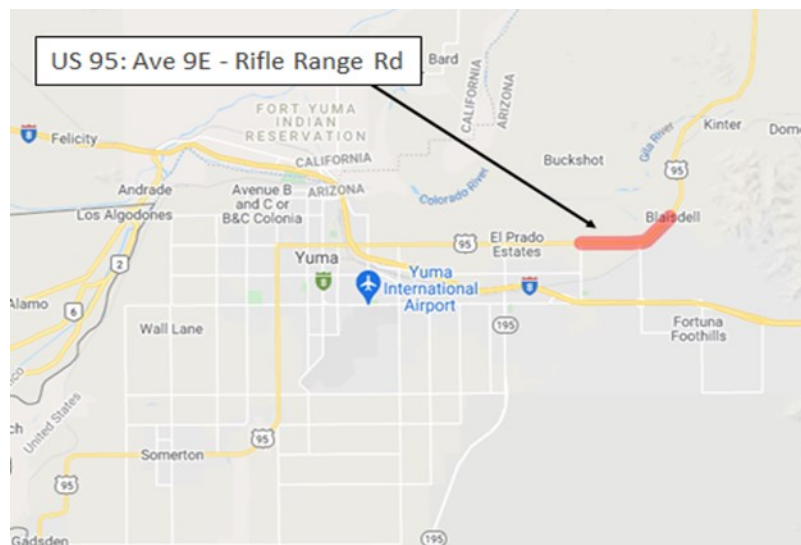 US 95: Ave 9E - Rifle Range Rd
Bard
CALIFORNIA
ARIZONA
FORT YUMA
INDIAN
RESERVATION
8
Felicity
Kinter
Gila River
95
Buckshot
CALIFORNIA
ARIZONA
Andrade
Avenue B
and C or
B&C Colonia
Colorado River
Los Algodones
Blaisdell
El Prado
Estates
95
2
Yuma
8
Yuma
International
Airport
8
Alamo
6
Wall Lane
195
Fortuna
Foothills
United States
95
Somerton
95
195
Gadsden